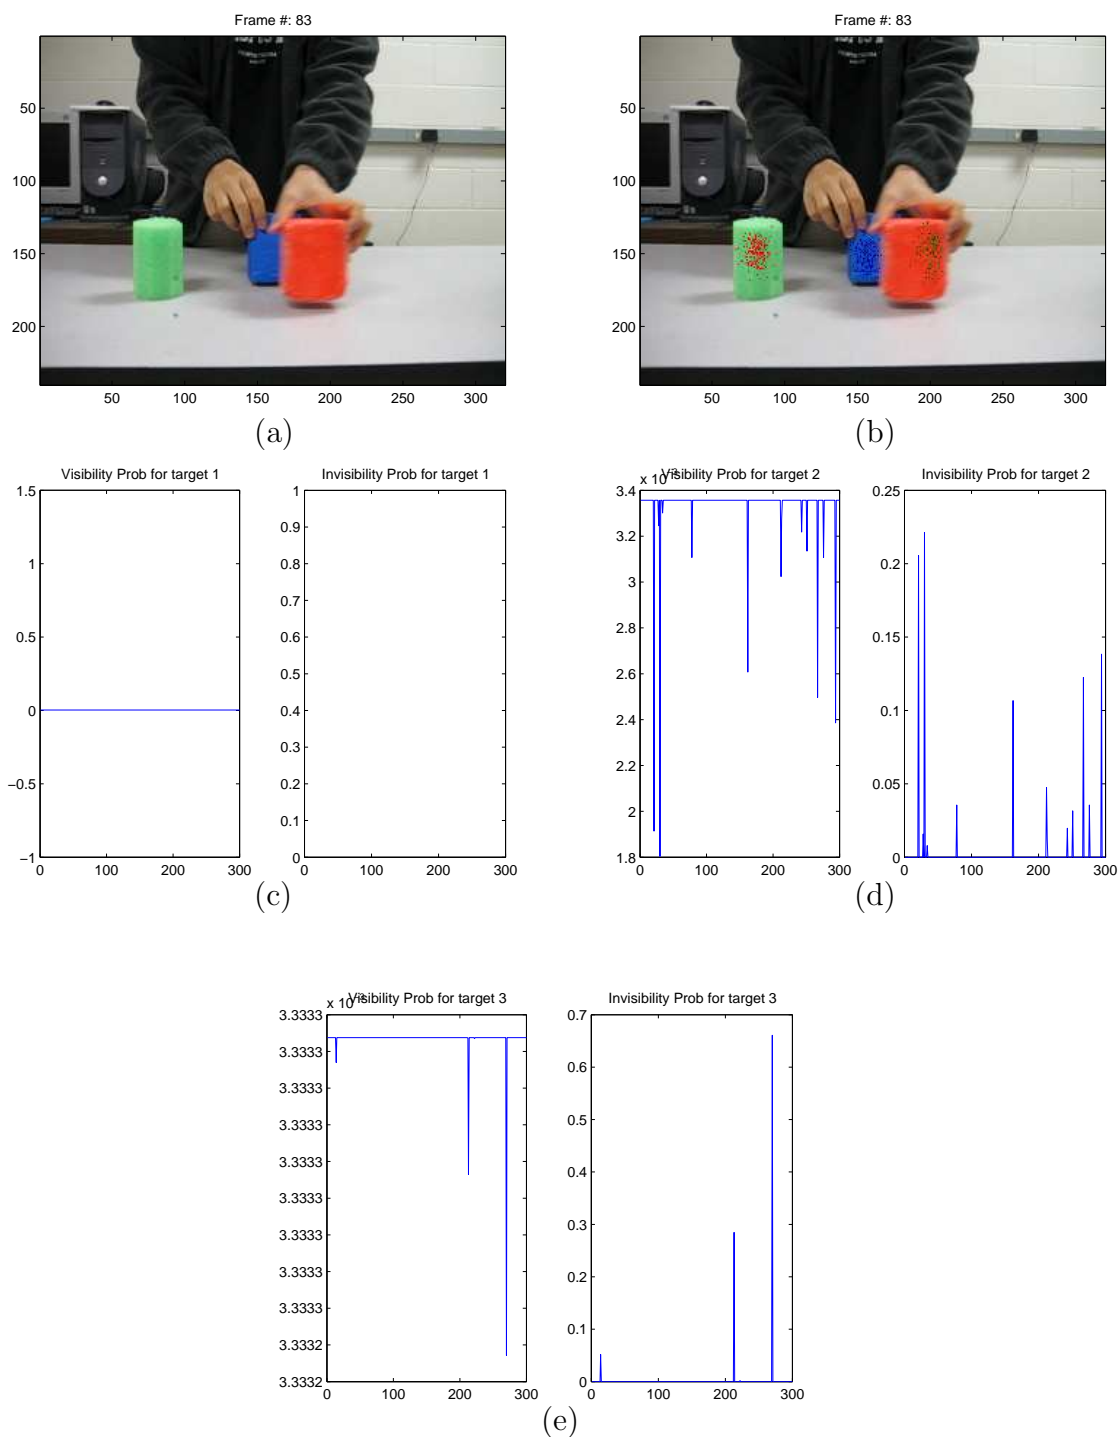 Frame #: 83
50
100
150
200
50 100 150 200 250 300
(a)
Frame #: 83
50
100
150
200
50 100 150 200 250 300
(b)
Visibility Prob for target 1
1.5
1
0.5
0
−0.5
−1
0 100 200 300
Invisibility Prob for target 1
1
0.9
0.8
0.7
0.6
0.5
0.4
0.3
0.2
0.1
0
0 100 200 300
(c)
x 10
Visibility Prob for target 2
3.4
3.2
3
2.8
2.6
2.4
2.2
2
1.8
0 100 200 300
Invisibility Prob for target 2
0.25
0.2
0.15
0.1
0.05
0
0 100 200 300
(d)
x 10
Visibility Prob for target 3
3.3333
3.3333
3.3333
3.3333
3.3333
3.3333
3.3333
3.3333
3.3333
3.3332
3.3332
0 100 200 300
Invisibility Prob for target 3
0.7
0.6
0.5
0.4
0.3
0.2
0.1
0
0 100 200 300
(e)